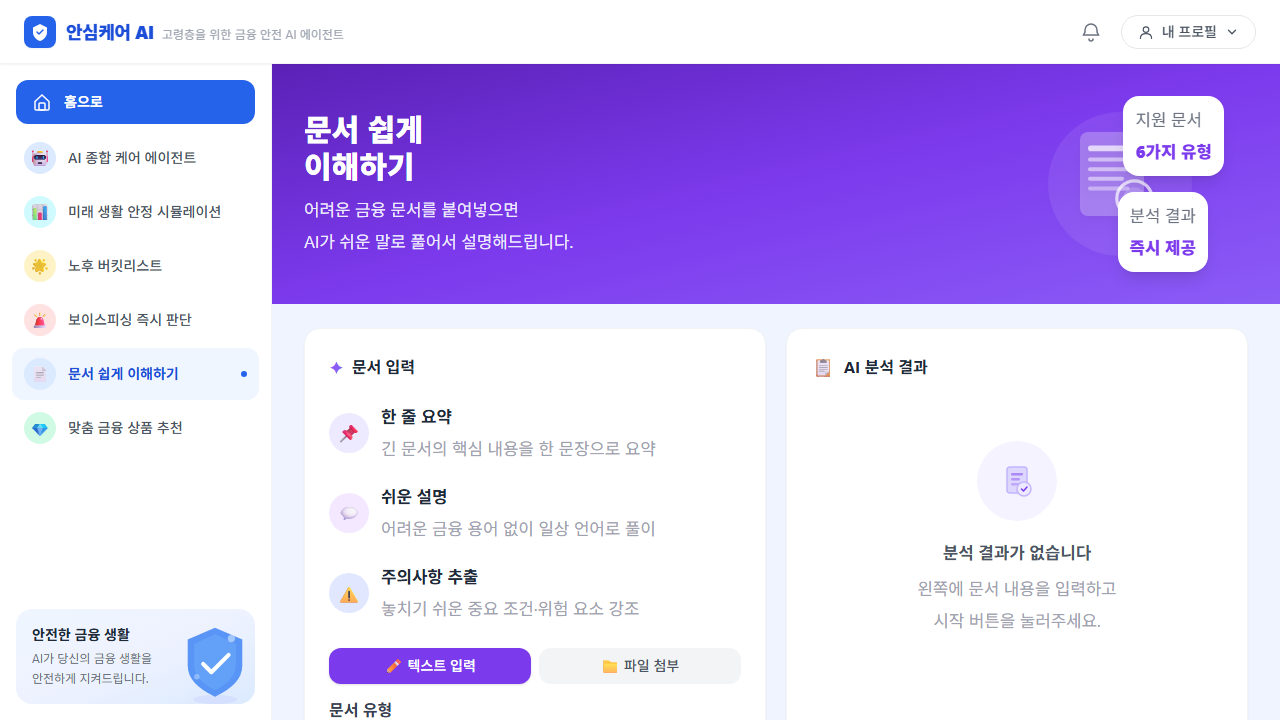 안심케어 AI 고령층을 위한 금융 안전 AI 에이전트
내 프로필
홈으로
AI 종합 케어 에이전트
미래 생활 안정 시뮬레이션
노후 버킷리스트
보이스피싱 즉시 판단
문서 쉽게 이해하기
맞춤 금융 상품 추천
안전한 금융 생활
AI가 당신의 금융 생활을
안전하게 지켜드립니다.
문서 쉽게
이해하기
어려운 금융 문서를 붙여넣으면
AI가 쉬운 말로 풀어서 설명해드립니다.
지원 문서
6가지 유형
분석 결과
즉시 제공
문서 입력
한 줄 요약
긴 문서의 핵심 내용을 한 문장으로 요약
쉬운 설명
어려운 금융 용어 없이 일상 언어로 풀이
주의사항 추출
놓치기 쉬운 중요 조건·위험 요소 강조
텍스트 입력
파일 첨부
문서 유형
AI 분석 결과
분석 결과가 없습니다
왼쪽에 문서 내용을 입력하고
시작 버튼을 눌러주세요.